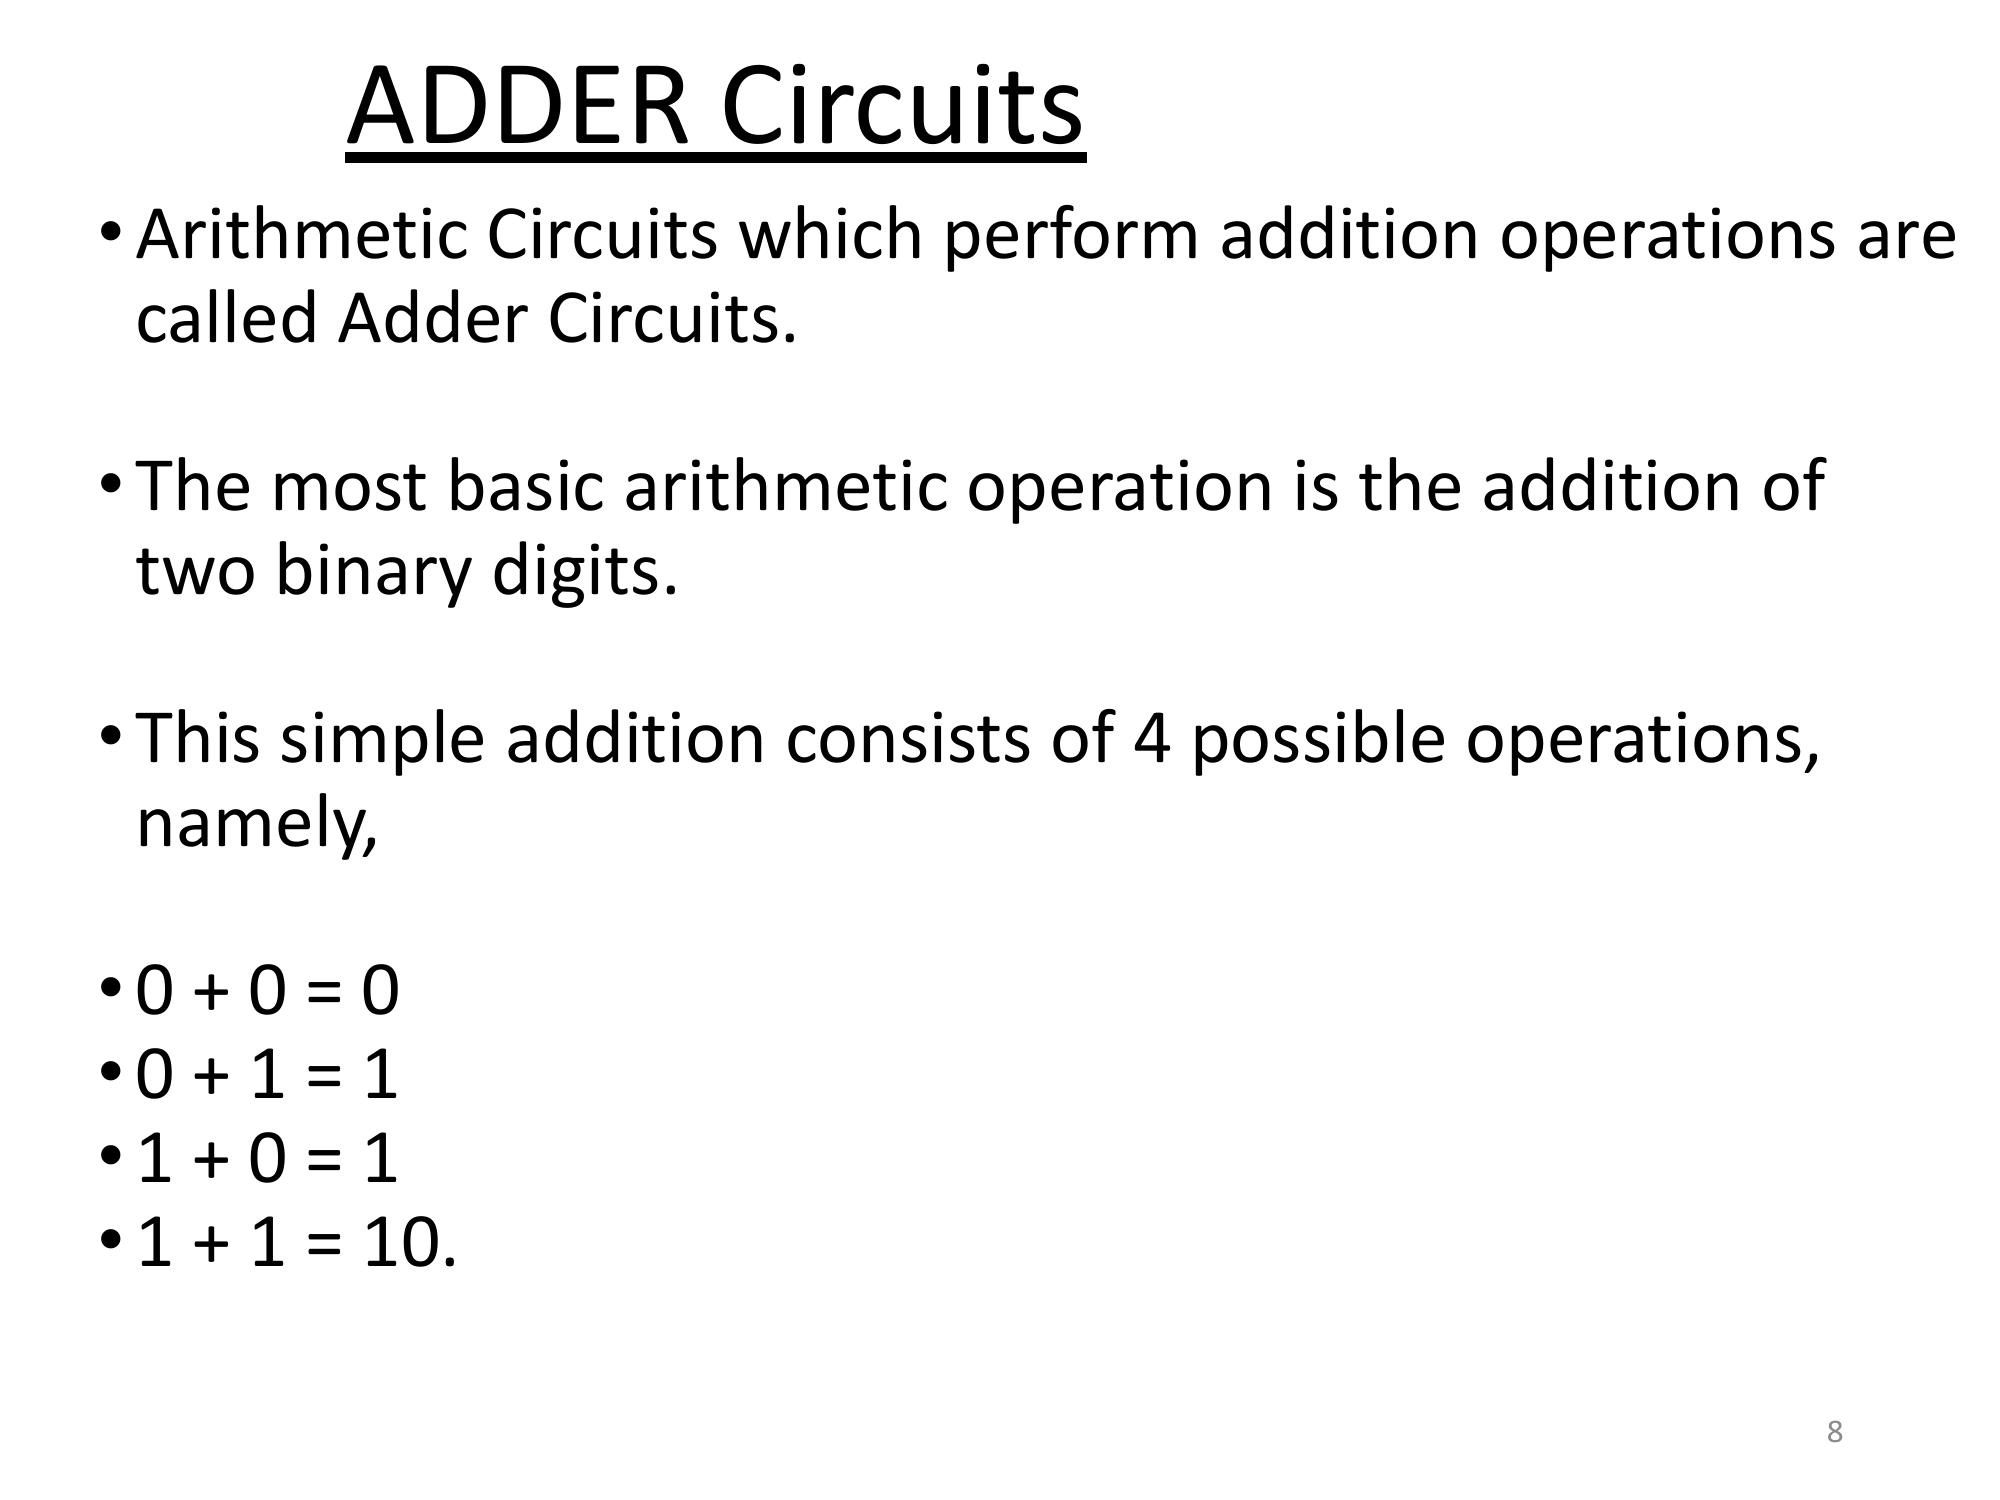 ADDER Circuits
• Arithmetic Circuits which perform addition operations are
called Adder Circuits.
• The most basic arithmetic operation is the addition of
two binary digits.
• This simple addition consists of 4 possible operations,
namely,
• 0 + 0 = 0
• 0 + 1 = 1
• 1 + 0 = 1
• 1 + 1 = 10.
8